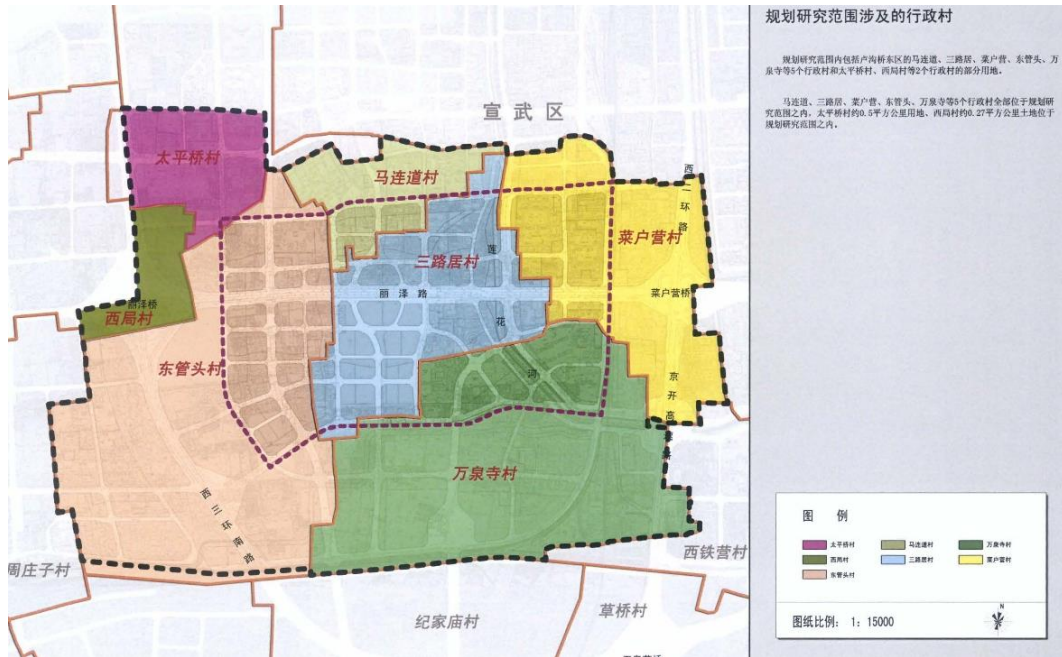 规划研究范围涉及的行政村
规划研究范围内包括卢沟桥东区的马连道、三路居、菜户营、东管头、万
泉寺等5个行政村和太平桥村、西局村等2个行政村的部分用地。
马连道、三路居、菜户营、东管头、万泉寺等5个行政村全部位于规划研
究范围之内，太平桥村约0.5平方公里用地、西局村约0.27平方公里土地位于
规划研究范围之内。
宣武区
太平桥村
马连道村
西二环路
菜户营村
莲花河
三路居村
丽泽路
菜户营桥
丽泽桥
西局村
东管头村
京开高
万泉寺村
西三环南路
西铁营村
周庄子村
草桥村
纪家庙村
图 例
太平桥村
马连道村
万泉寺村
西局村
三路居村
菜户营村
东管头村
N
图纸比例： 1：15000